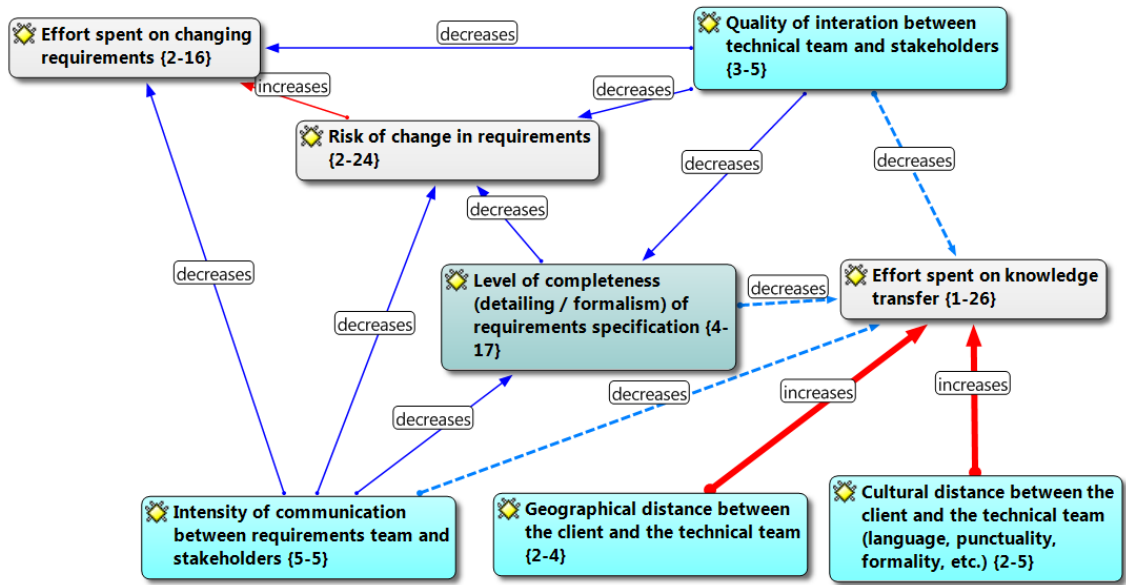 Effort spent on changing
requirements {2-16}
decreases
Quality of interation between
technical team and stakeholders
{3-5}
increases
decreases
Risk of change in requirements
{2-24}
decreases
decreases
decreases
decreases
Level of completeness
(detailing / formalism) of
requirements specification {4-
17}
decreases
Effort spent on knowledge
transfer {1-26}
decreases
decreases
increases
increases
decreases
Intensity of communication
between requirements team and
stakeholders {5-5}
Geographical distance between
the client and the technical team
{2-4}
Cultural distance between the
client and the technical team
(language, punctuality,
formality, etc.) {2-5}